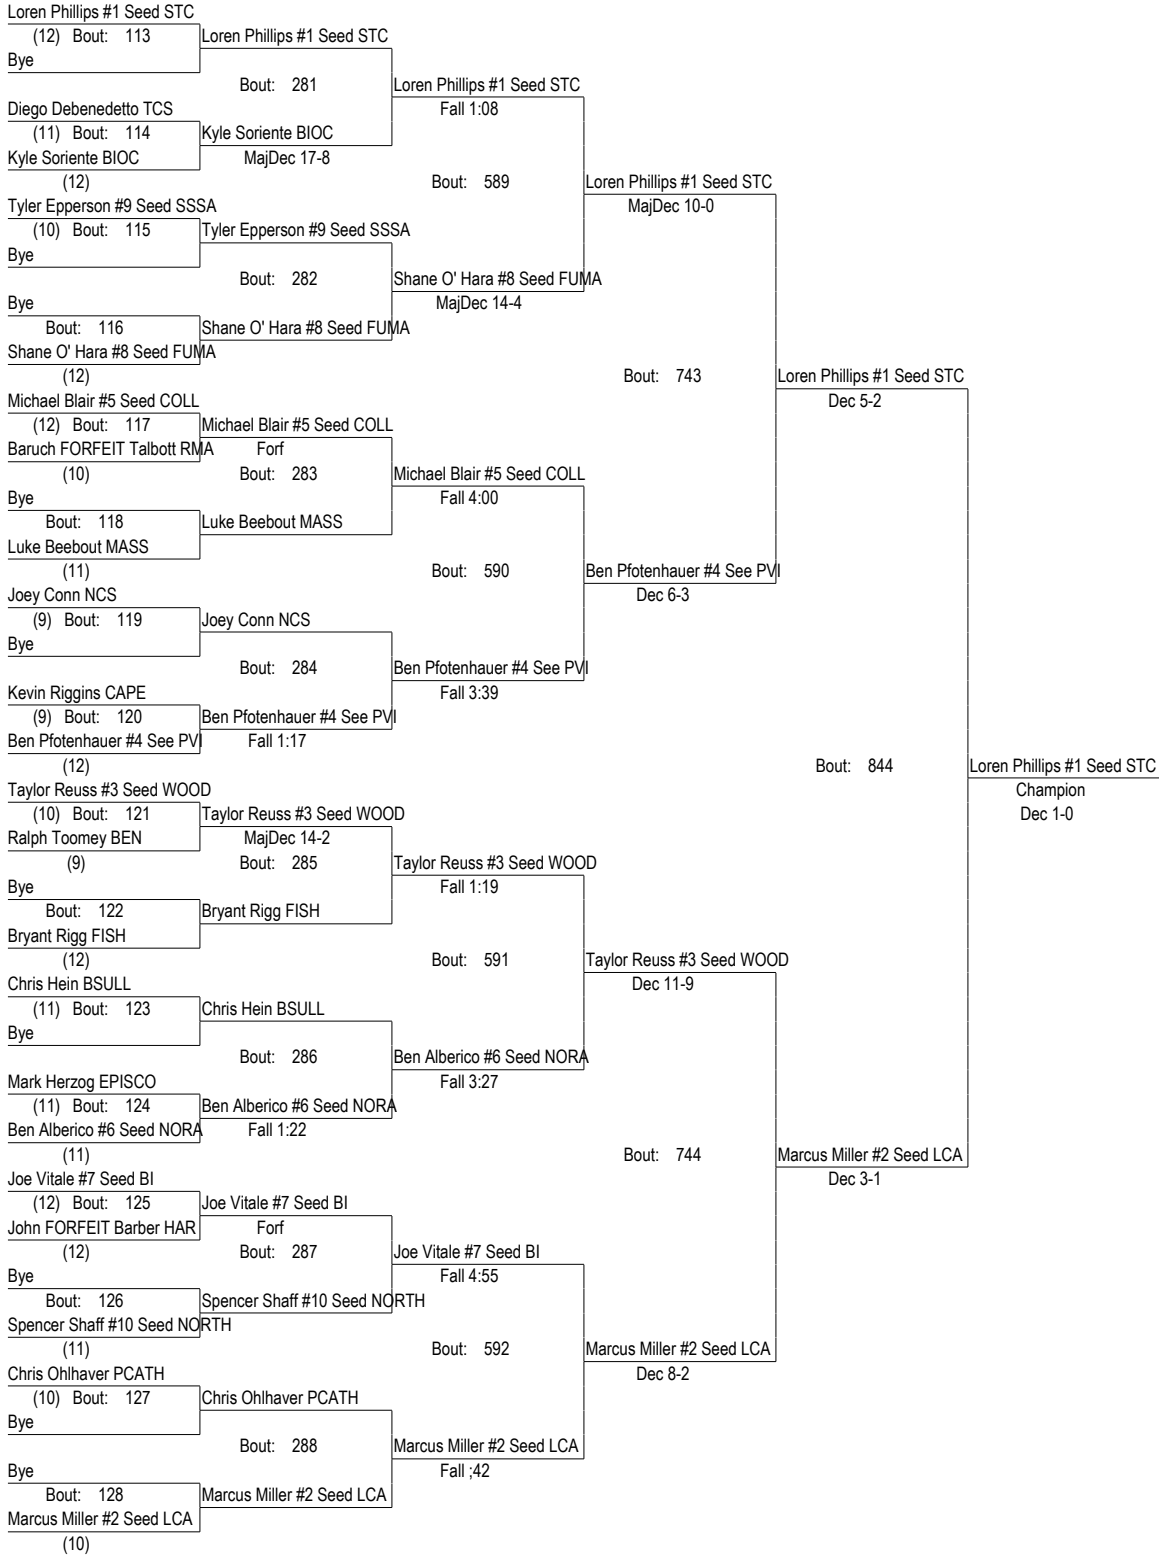 Loren Phillips #1 Seed STC
(12) Bout: 113 Loren Phillips #1 Seed STC
Bye
Bout: 281 Loren Phillips #1 Seed STC
Diego Debenedetto TCS Fall 1:08
(11) Bout: 114 Kyle Soriente BIOC
Kyle Soriente BIOC MajDec 17-8
(12) Bout: 589 Loren Phillips #1 Seed STC
Tyler Epperson #9 Seed SSSA MajDec 10-0
(10) Bout: 115 Tyler Epperson #9 Seed SSSA
Bye
Bout: 282 Shane O' Hara #8 Seed FUMA
Bye MajDec 14-4
Bout: 116 Shane O' Hara #8 Seed FUMA
Shane O' Hara #8 Seed FUMA
(12) Bout: 743 Loren Phillips #1 Seed STC
Michael Blair #5 Seed COLL Dec 5-2
(12) Bout: 117 Michael Blair #5 Seed COLL
Baruch FORFEIT Talbott RMA Forf
(10) Bout: 283 Michael Blair #5 Seed COLL
Bye Fall 4:00
Bout: 118 Luke Beebout MASS
Luke Beebout MASS
(11) Bout: 590 Ben Pfotenhauer #4 See PVI
Joey Conn NCS Dec 6-3
(9) Bout: 119 Joey Conn NCS
Bye
Bout: 284 Ben Pfotenhauer #4 See PVI
Kevin Riggins CAPE Fall 3:39
(9) Bout: 120 Ben Pfotenhauer #4 See PVI
Ben Pfotenhauer #4 See PVI Fall 1:17
(12) Bout: 844 Loren Phillips #1 Seed STC
Taylor Reuss #3 Seed WOOD Champion
(10) Bout: 121 Taylor Reuss #3 Seed WOOD Dec 1-0
Ralph Toomey BEN MajDec 14-2
(9) Bout: 285 Taylor Reuss #3 Seed WOOD
Bye Fall 1:19
Bout: 122 Bryant Rigg FISH
Bryant Rigg FISH
(12) Bout: 591 Taylor Reuss #3 Seed WOOD
Chris Hein BSULL Dec 11-9
(11) Bout: 123 Chris Hein BSULL
Bye
Bout: 286 Ben Alberico #6 Seed NORA
Mark Herzog EPISCO Fall 3:27
(11) Bout: 124 Ben Alberico #6 Seed NORA
Ben Alberico #6 Seed NORA Fall 1:22
(11) Bout: 744 Marcus Miller #2 Seed LCA
Joe Vitale #7 Seed BI Dec 3-1
(12) Bout: 125 Joe Vitale #7 Seed BI
John FORFEIT Barber HAR Forf
(12) Bout: 287 Joe Vitale #7 Seed BI
Bye Fall 4:55
Bout: 126 Spencer Shaff #10 Seed NORTH
Spencer Shaff #10 Seed NORTH
(11) Bout: 592 Marcus Miller #2 Seed LCA
Chris Ohlhaver PCATH Dec 8-2
(10) Bout: 127 Chris Ohlhaver PCATH
Bye
Bout: 288 Marcus Miller #2 Seed LCA
Bye Fall ;42
Bout: 128 Marcus Miller #2 Seed LCA
Marcus Miller #2 Seed LCA
(10)